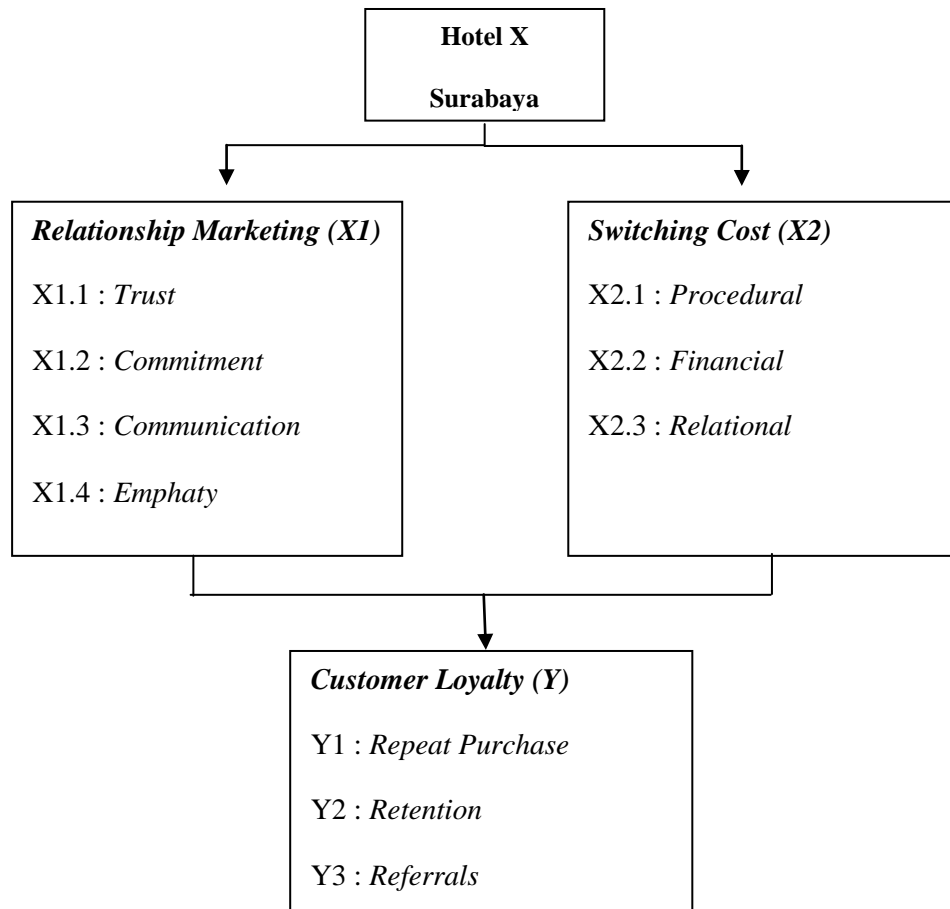 Hotel X
Surabaya
Relationship Marketing (X1)
X1.1 : Trust
X1.2 : Commitment
X1.3 : Communication
X1.4 : Emphaty
Switching Cost (X2)
X2.1 : Procedural
X2.2 : Financial
X2.3 : Relational
Customer Loyalty (Y)
Y1 : Repeat Purchase
Y2 : Retention
Y3 : Referrals